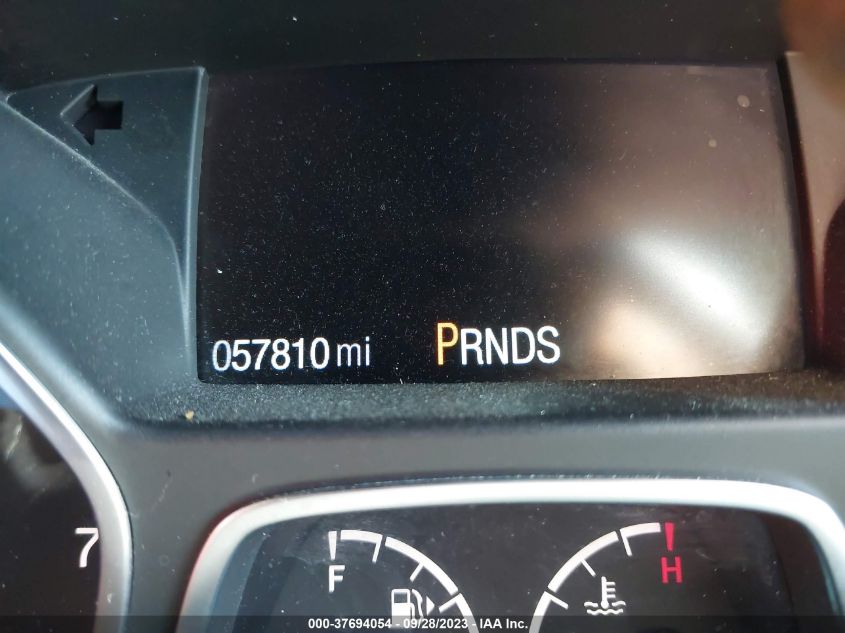 057810 mi PRNDS
7
F H
000-37694054 - 09/28/2023 - IAA Inc.